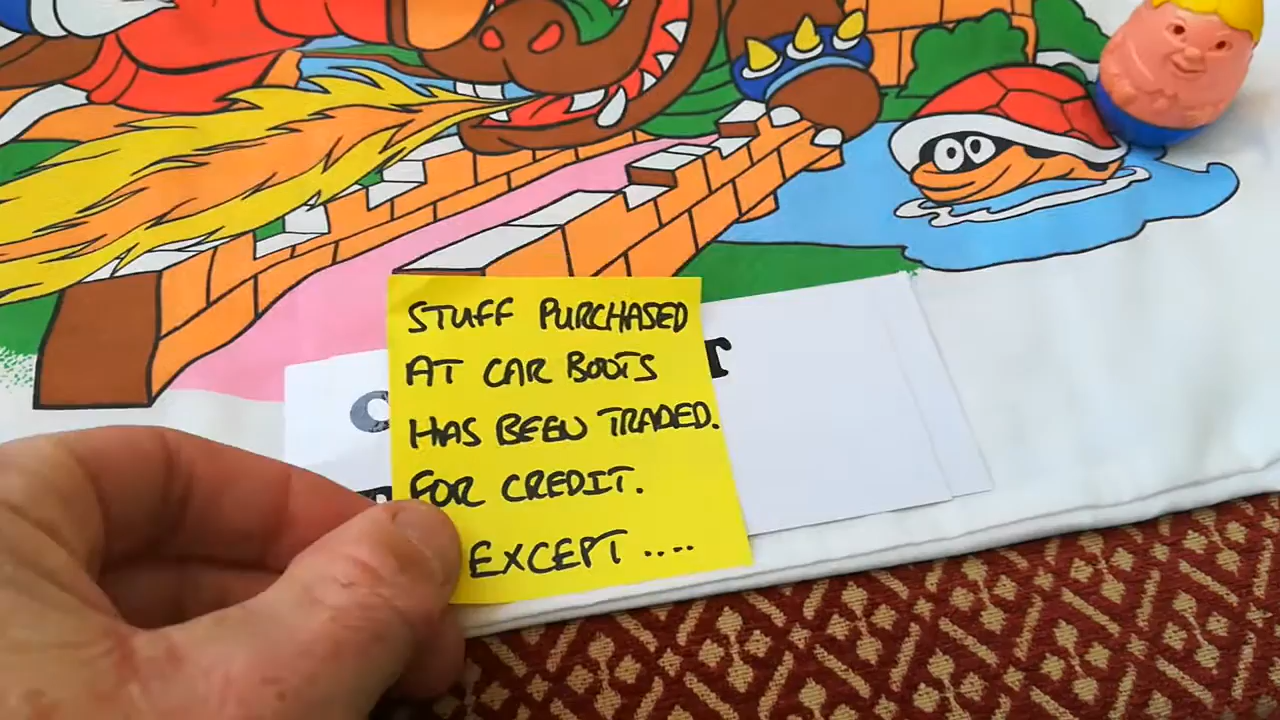 STUFF PURCHASED
AT CAR BOOTS
HAS BEEN TRADED.
FOR CREDIT.
EXCEPT ....